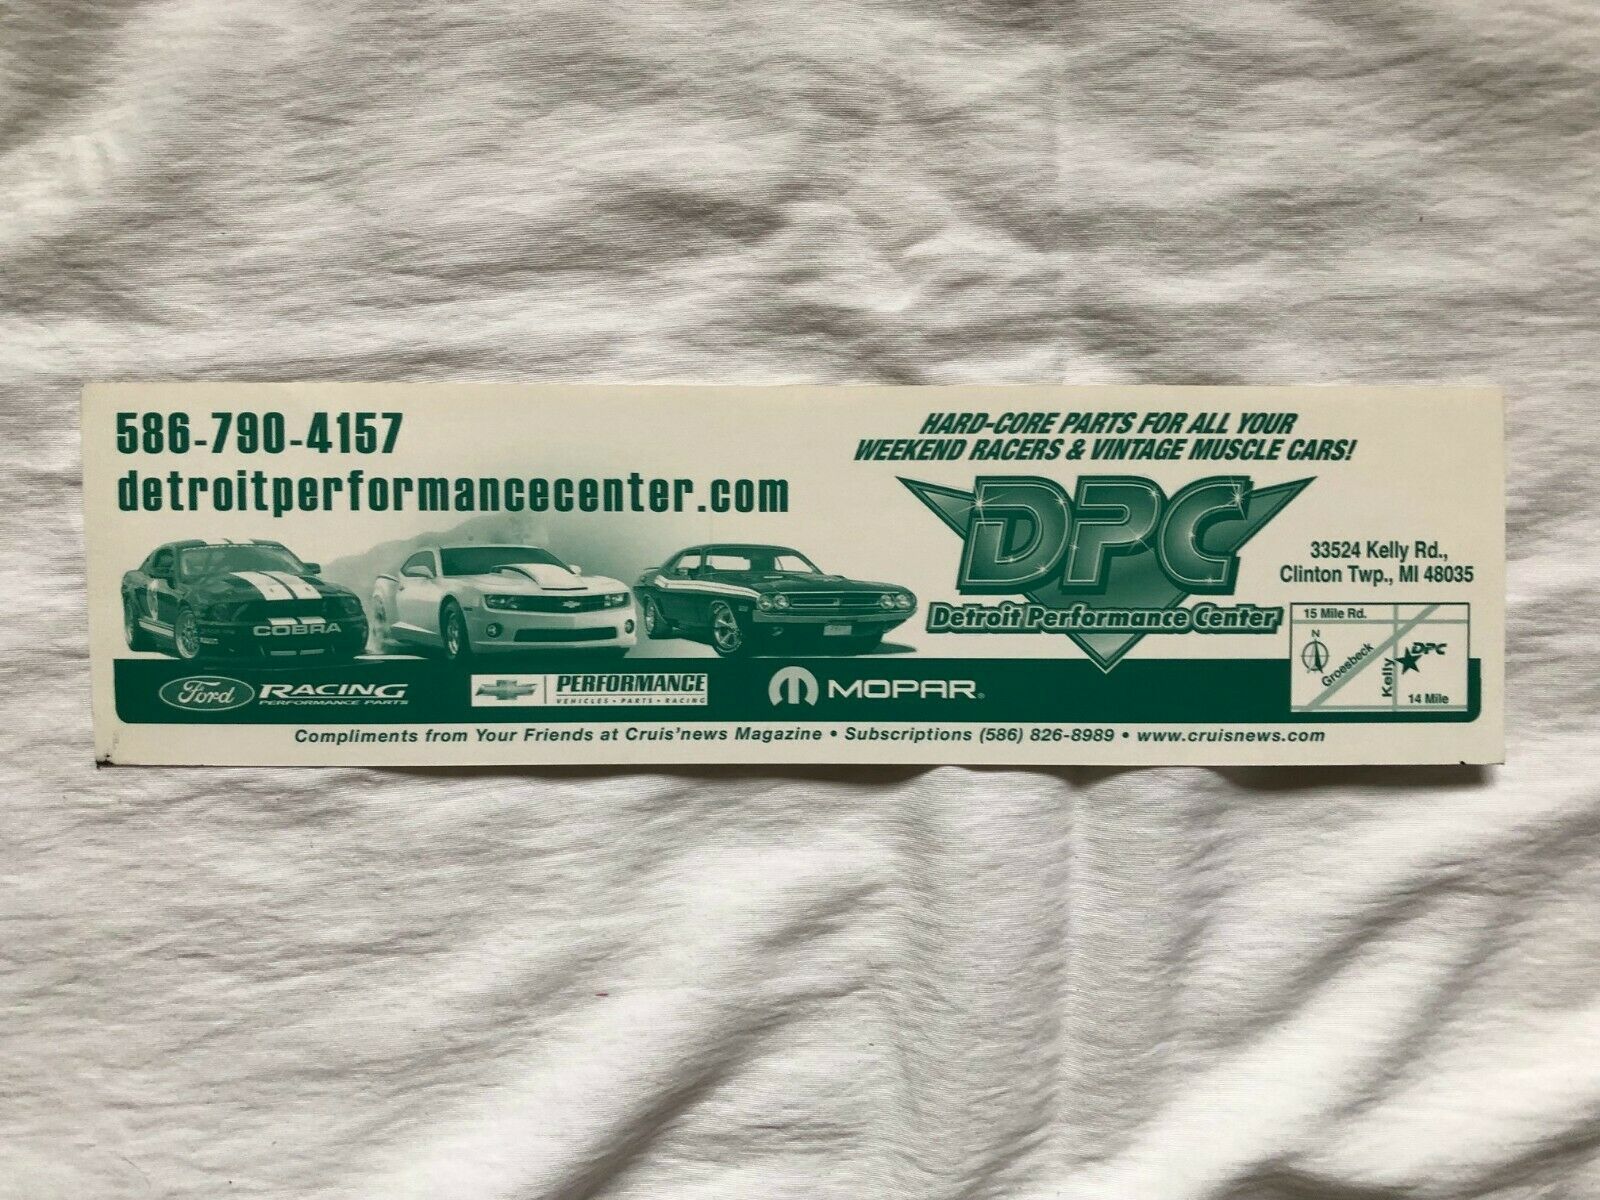 586-790-4157
detroitperformancecenter.com
COBRA
Ford RACING
PERFORMANCE PARTS
PERFORMANCE
VEHICLES • PARTS • RACING
MOPAR®
HARD-CORE PARTS FOR ALL YOUR
WEEKEND RACERS & VINTAGE MUSCLE CARS!
DPC
Detroit Performance Center
33524 Kelly Rd.,
Clinton Twp., MI 48035
15 Mile Rd.
N
Groesbeck
Kelly
DPC
14 Mile
Compliments from Your Friends at Cruis'news Magazine • Subscriptions (586) 826-8989 • www.cruisnews.com